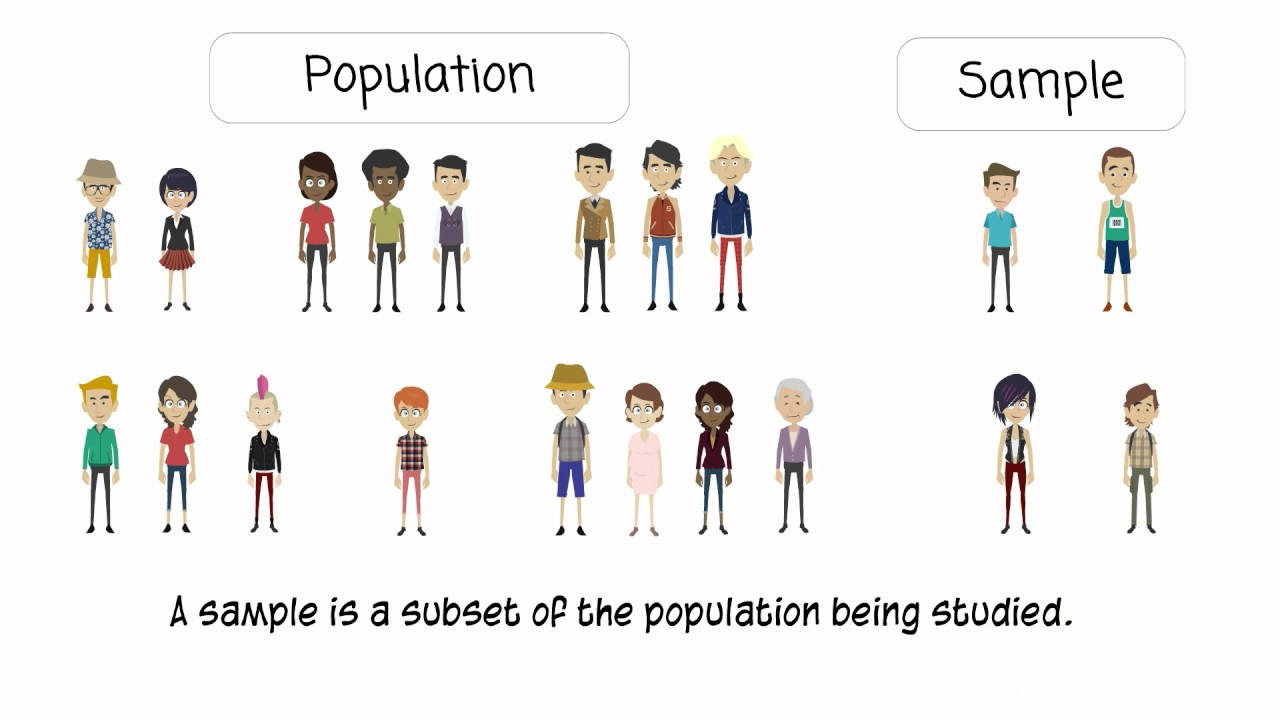 Population
Sample
A sample is a subset of the population being studied.